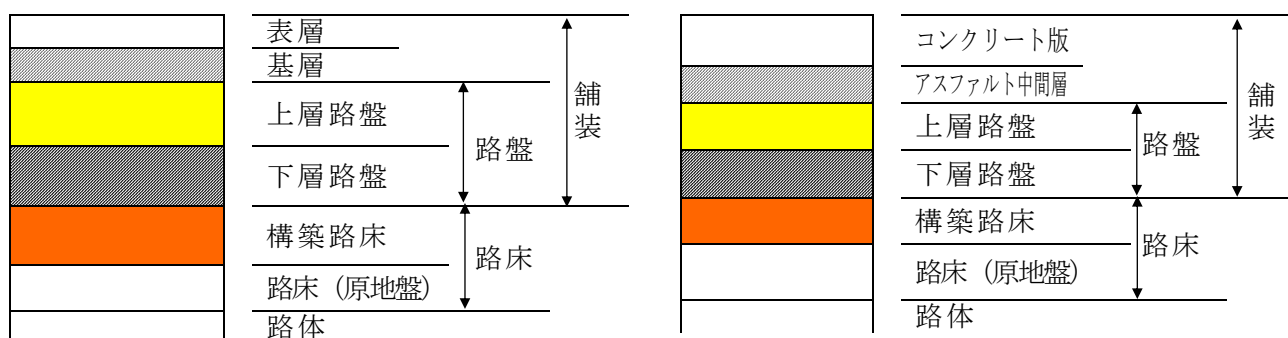 表層
基層
上層路盤
下層路盤
構築路床
路床（原地盤）
路体
路盤
路床
舗装
コンクリート版
アスファルト中間層
上層路盤
下層路盤
構築路床
路床（原地盤）
路体
路盤
路床
舗装